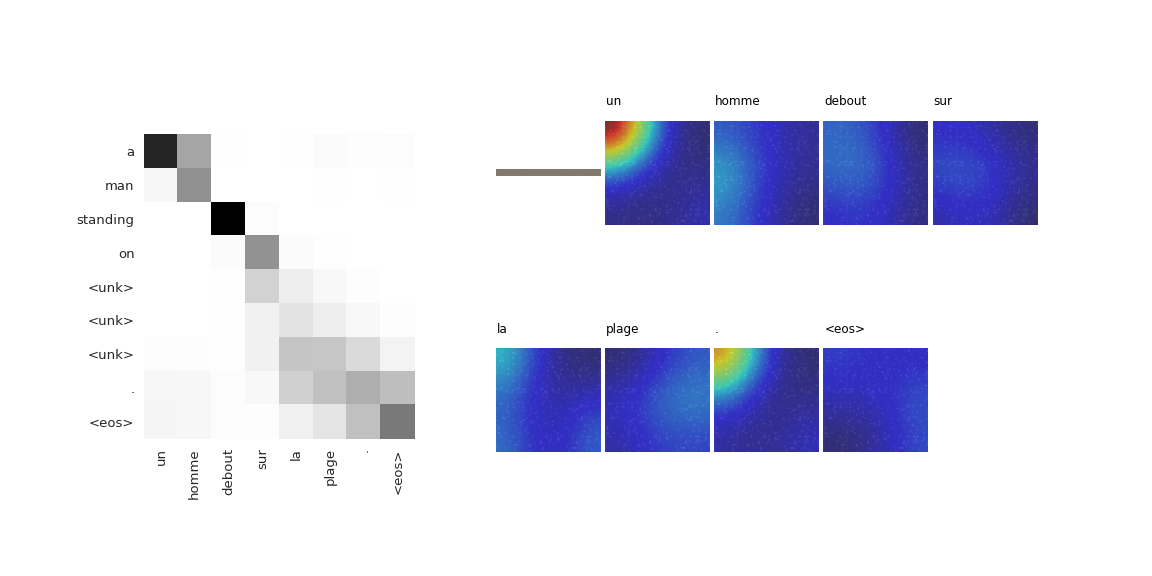 a
man
standing
on
<unk>
<unk>
<unk>
.
<eos>
un
homme
debout
sur
la
plage
.
<eos>
un homme debout sur
la plage . <eos>